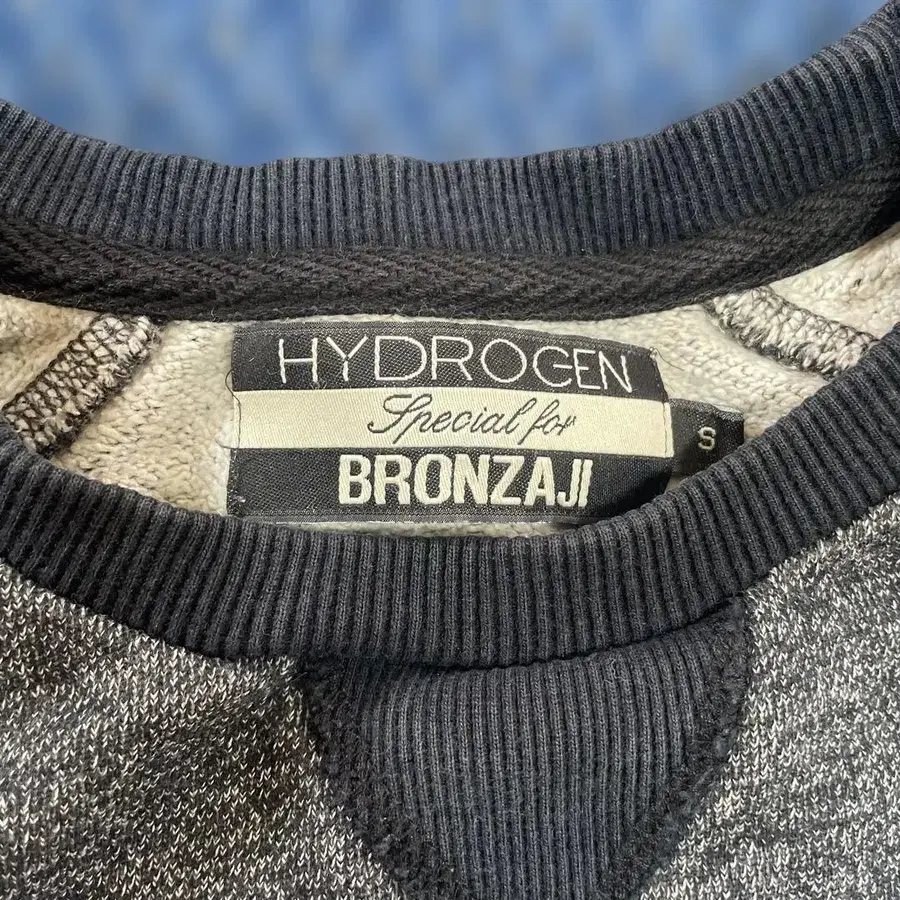 HYDROGEN
Special for
BRONZAJI
S